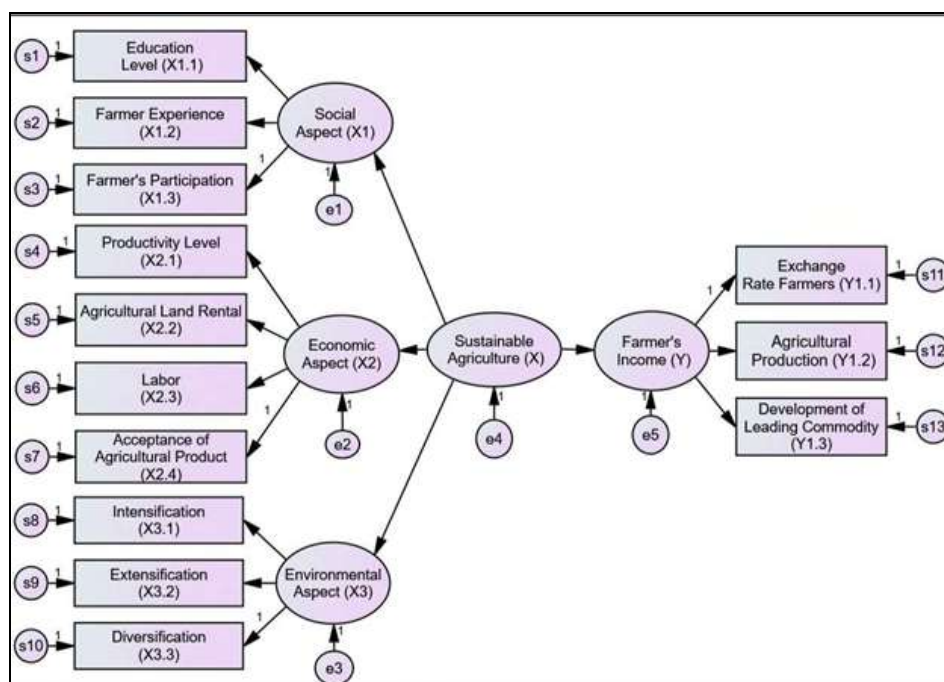 s1
1
Education
Level (X1.1)
s2
1
Farmer Experience
(X1.2)
s3
1
Farmer's Participation
(X1.3)
1
Social
Aspect (X1)
1
e1
s4
1
Productivity Level
(X2.1)
s5
1
Agricultural Land Rental
(X2.2)
s6
1
Labor
(X2.3)
s7
1
Acceptance of
Agricultural Product
(X2.4)
1
Economic
Aspect (X2)
1
e2
s8
1
Intensification
(X3.1)
s9
1
Extensification
(X3.2)
s10
1
Diversification
(X3.3)
1
Environmental
Aspect (X3)
1
e3
Sustainable
Agriculture (X)
1
e4
Farmer's
Income (Y)
1
e5
1
Exchange
Rate Farmers (Y1.1)
1
s11
Agricultural
Production (Y1.2)
1
s12
Development of
Leading Commodity
(Y1.3)
1
s13